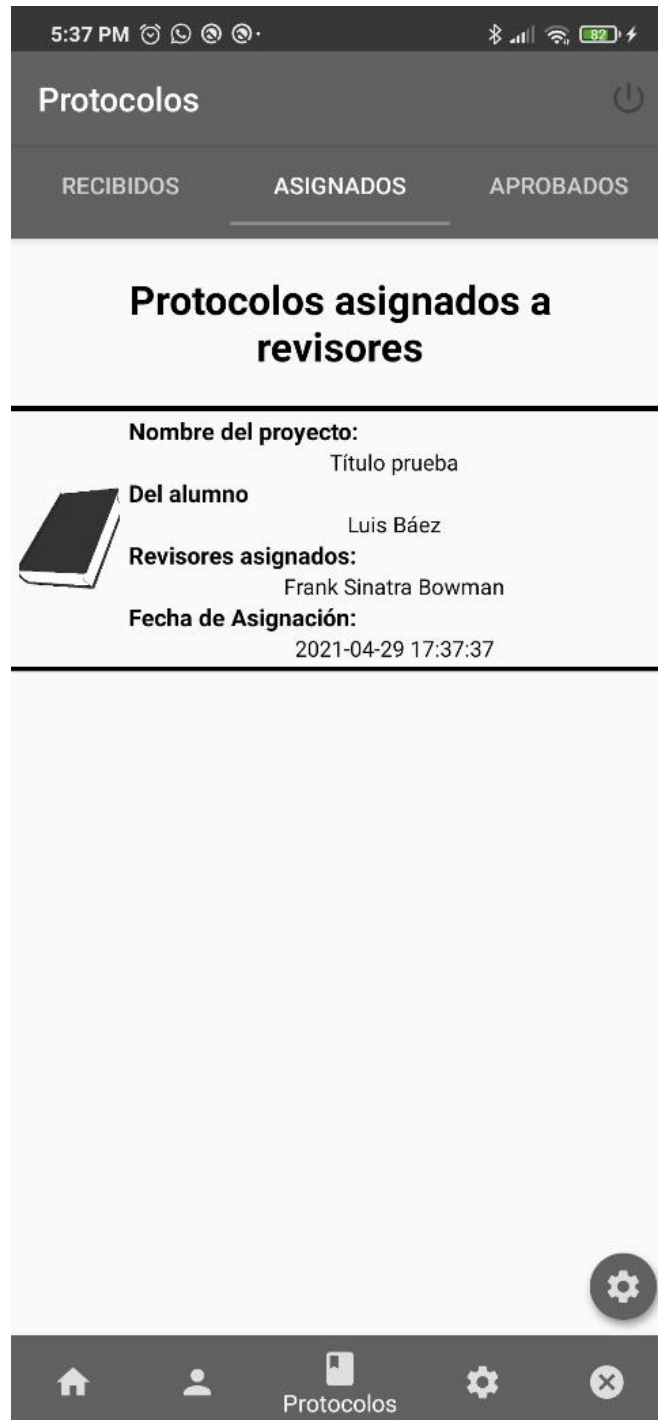 5:37 PM
82
Protocolos
RECIBIDOS ASIGNADOS APROBADOS
Protocolos asignados a
revisores
Nombre del proyecto:
Título prueba
Del alumno
Luis Báez
Revisores asignados:
Frank Sinatra Bowman
Fecha de Asignación:
2021-04-29 17:37:37
Protocolos